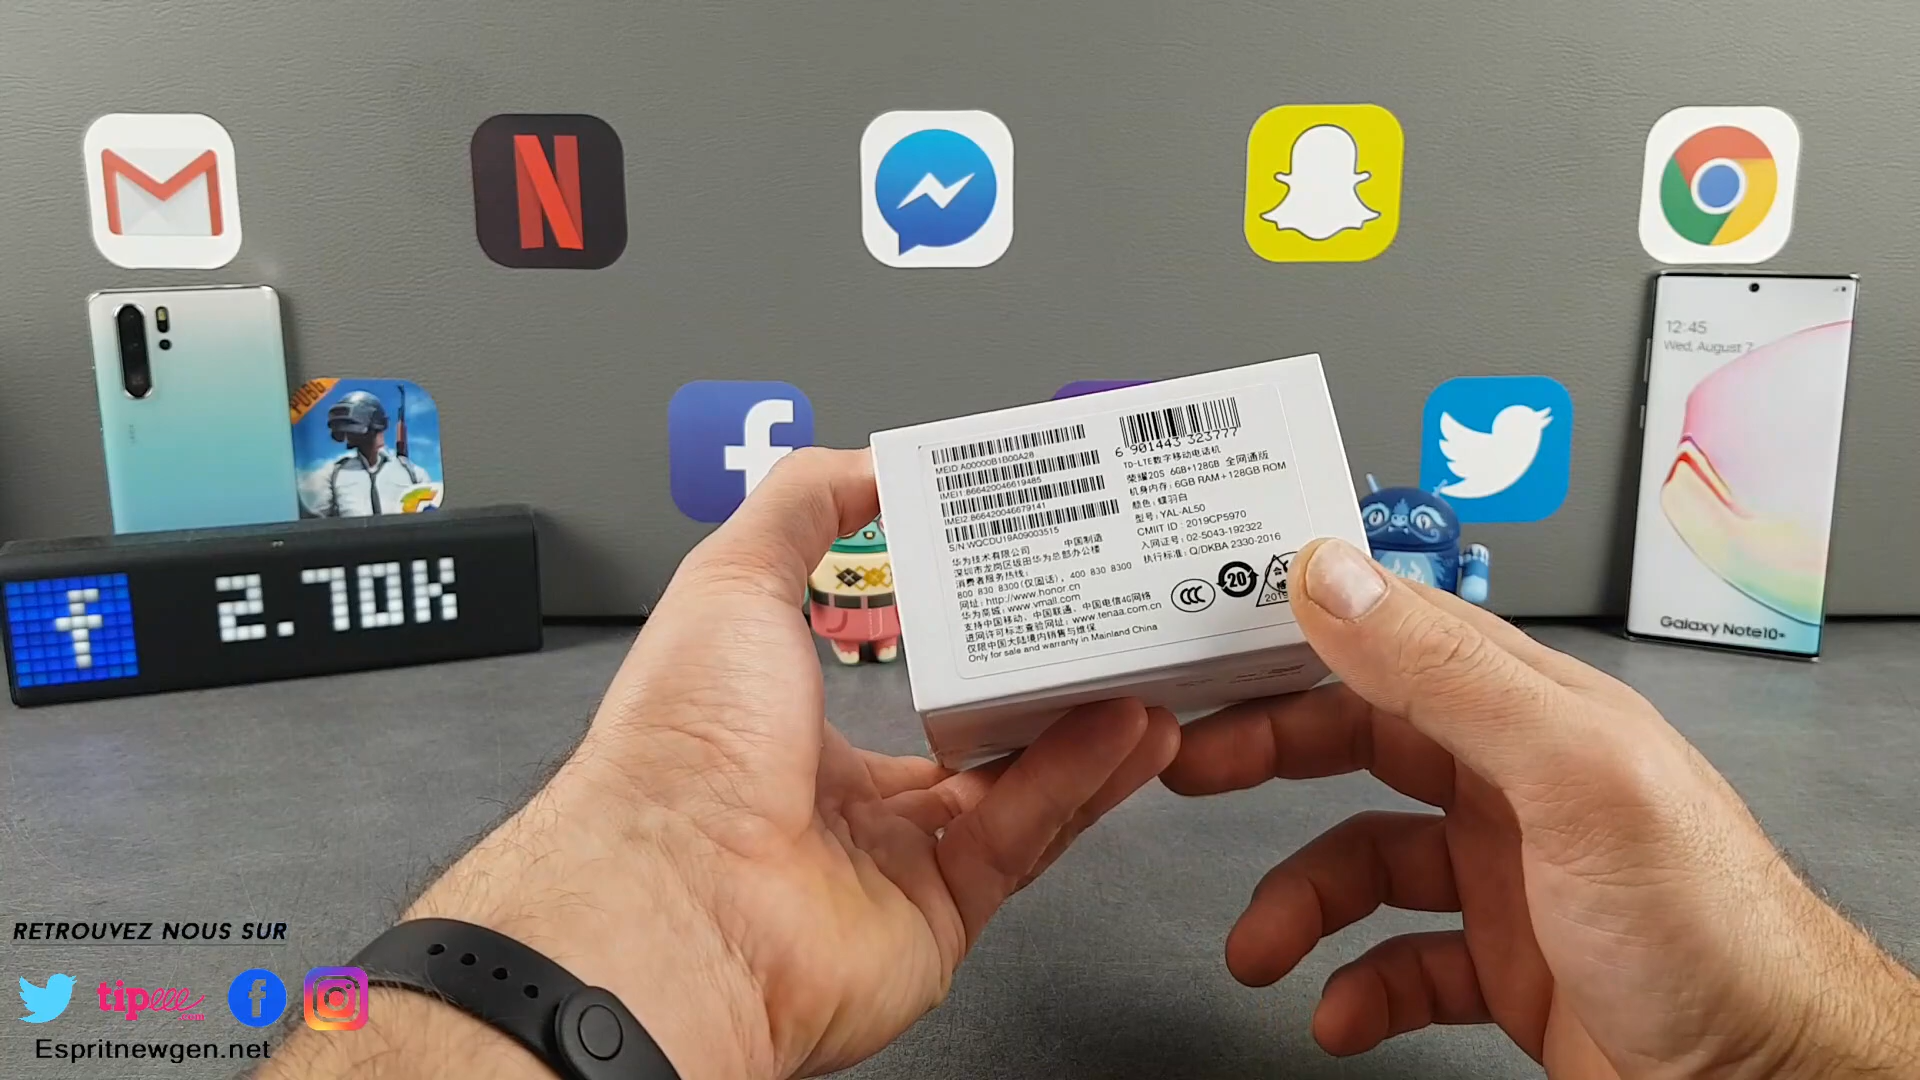 PUBG
f
2.70K
12:45
Wed, August 7
Galaxy Note10+
MEID:A00000B1B00A28
IMEI1:866420046619485
IMEI2:866420046679141
S/N:WQCDU19A09003515
华为技术有限公司 中国制造
深圳市龙岗区坂田华为总部办公楼
消费者服务热线:
800 830 8300(仅固话), 400 830 8300
网址: http://www.honor.cn
华为商城: www.vmall.com
支持中国移动、中国联通、中国电信4G网络
进网许可标志查验网址: www.tenaa.com.cn
仅限中国大陆境内销售与维保
Only for sale and warranty in Mainland China
6 901443 323777
TD-LTE数字移动电话机
荣耀20S 6GB+128GB 全网通版
机身内存: 6GB RAM+128GB ROM
颜色: 蝶羽白
型号: YAL-AL50
CMIIT ID: 2019CP5970
入网证号: 02-5043-192322
执行标准: Q/DKBA 2330-2016
CCC
20
RETROUVEZ NOUS SUR
tipeee
.com
Espritnewgen.net